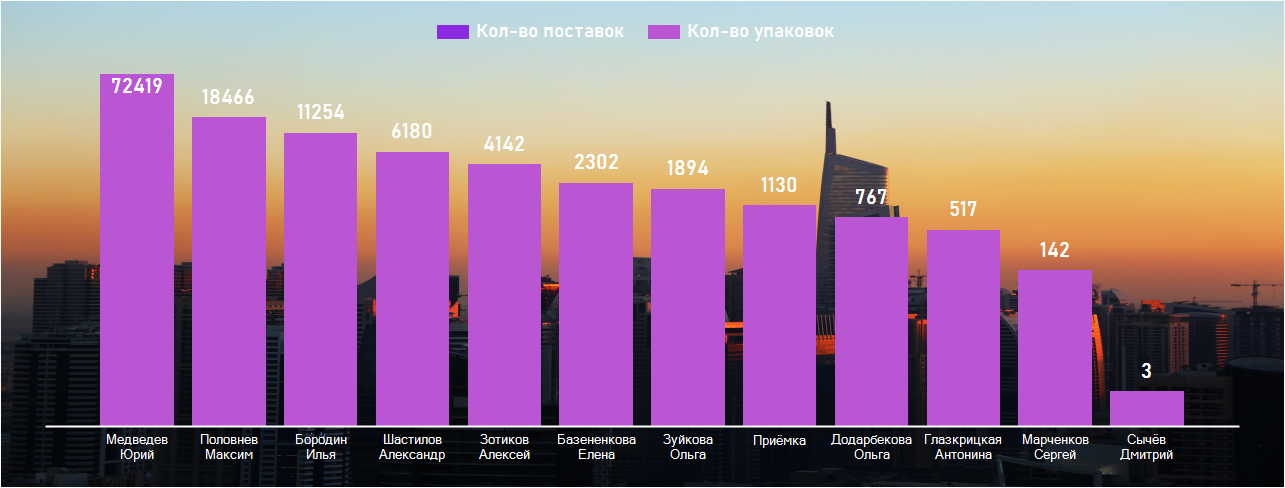 Кол-во поставок Кол-во упаковок
72419
18466
11254
6180
4142
2302
1894
1130
767
517
142
3
Медведев
Юрий
Половнев
Максим
Бородин
Илья
Шастилов
Александр
Зотиков
Алексей
Базененкова
Елена
Зуйкова
Ольга
Приёмка
Додарбекова
Ольга
Глазкрицкая
Антонина
Марченков
Сергей
Сычёв
Дмитрий